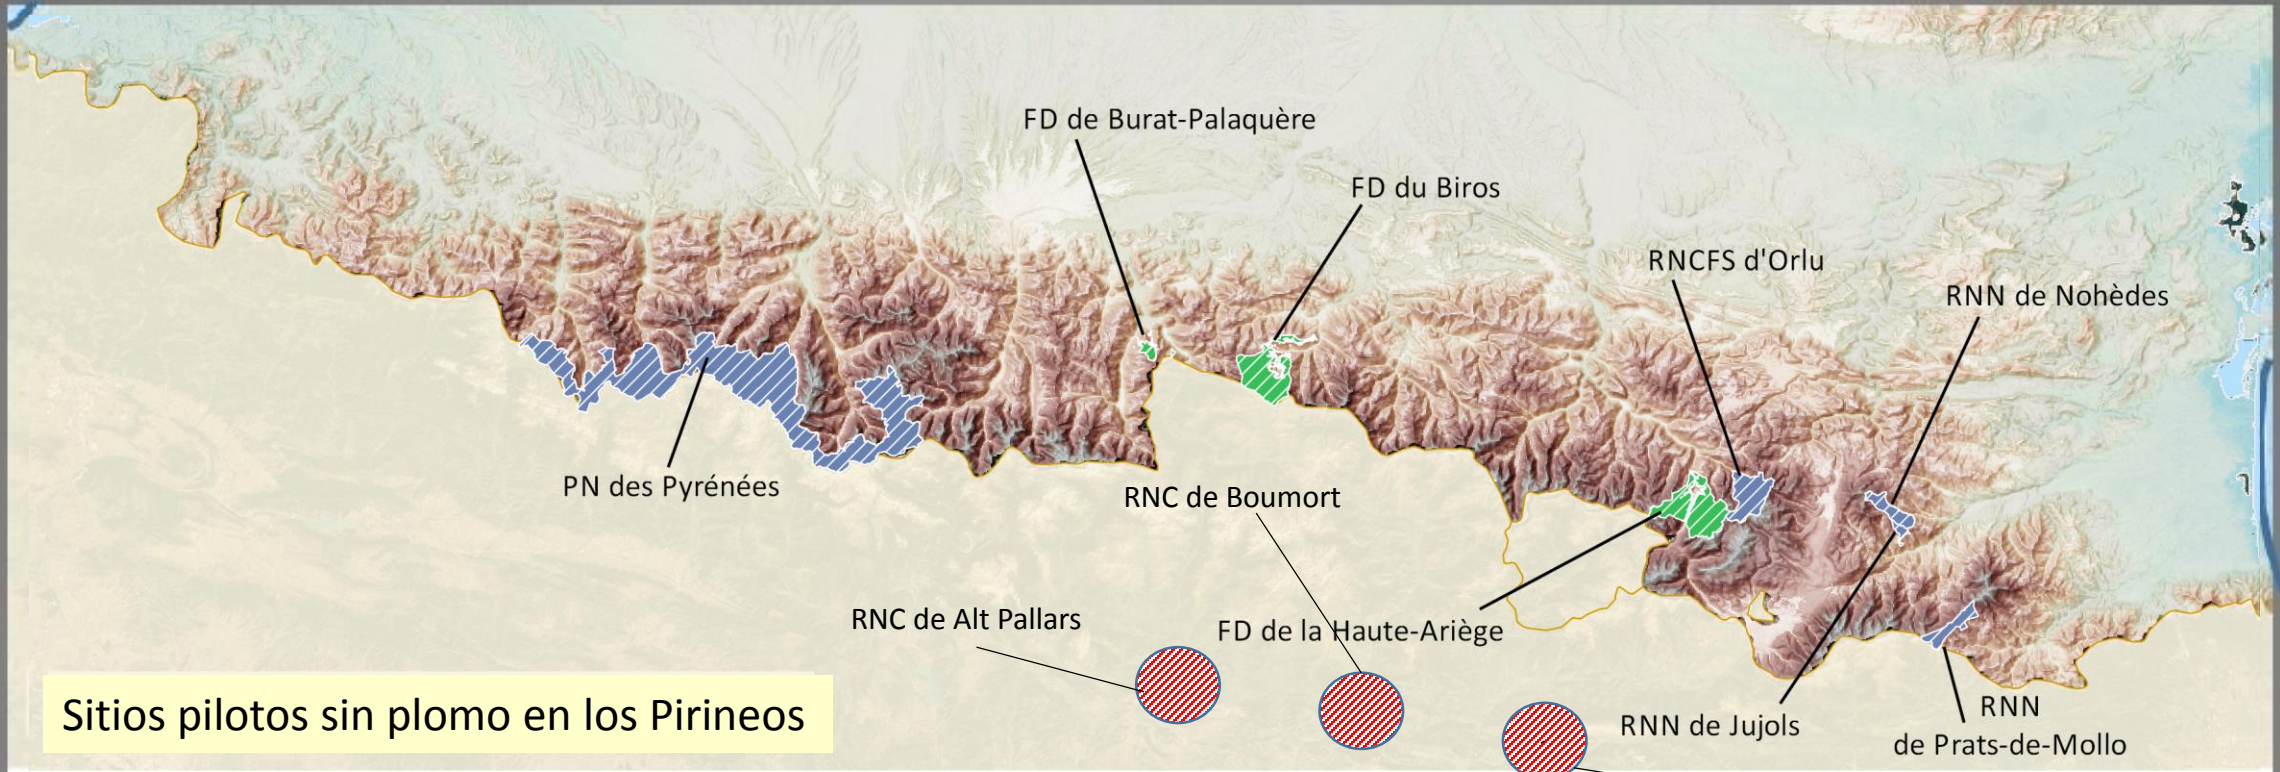 FD de Burat-Palaquère
FD du Biros
RNCFS d'Orlu
RNN de Nohèdes
PN des Pyrénées
RNC de Boumort
RNC de Alt Pallars
FD de la Haute-Ariège
Sitios pilotos sin plomo en los Pirineos
RNN de Jujols
RNN
de Prats-de-Mollo